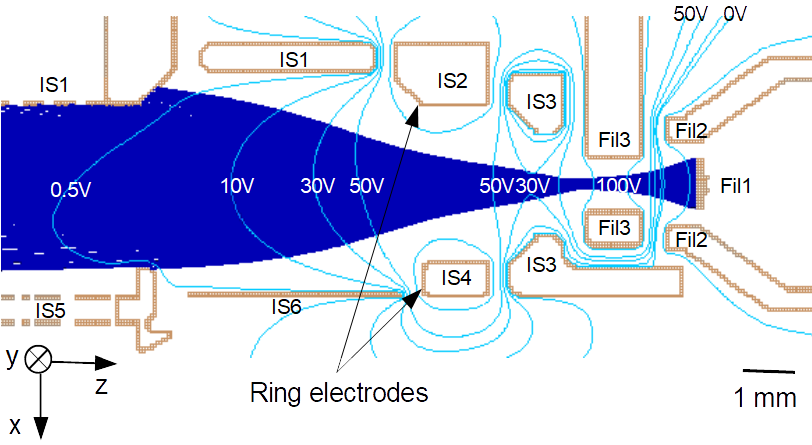 50V 0V
IS1
IS1
IS2
IS3
Fil3
Fil2
0.5V
10V
30V
50V
50V
30V
100V
Fil1
Fil3
Fil2
IS3
IS4
IS5
IS6
y
z
x
Ring electrodes
1 mm